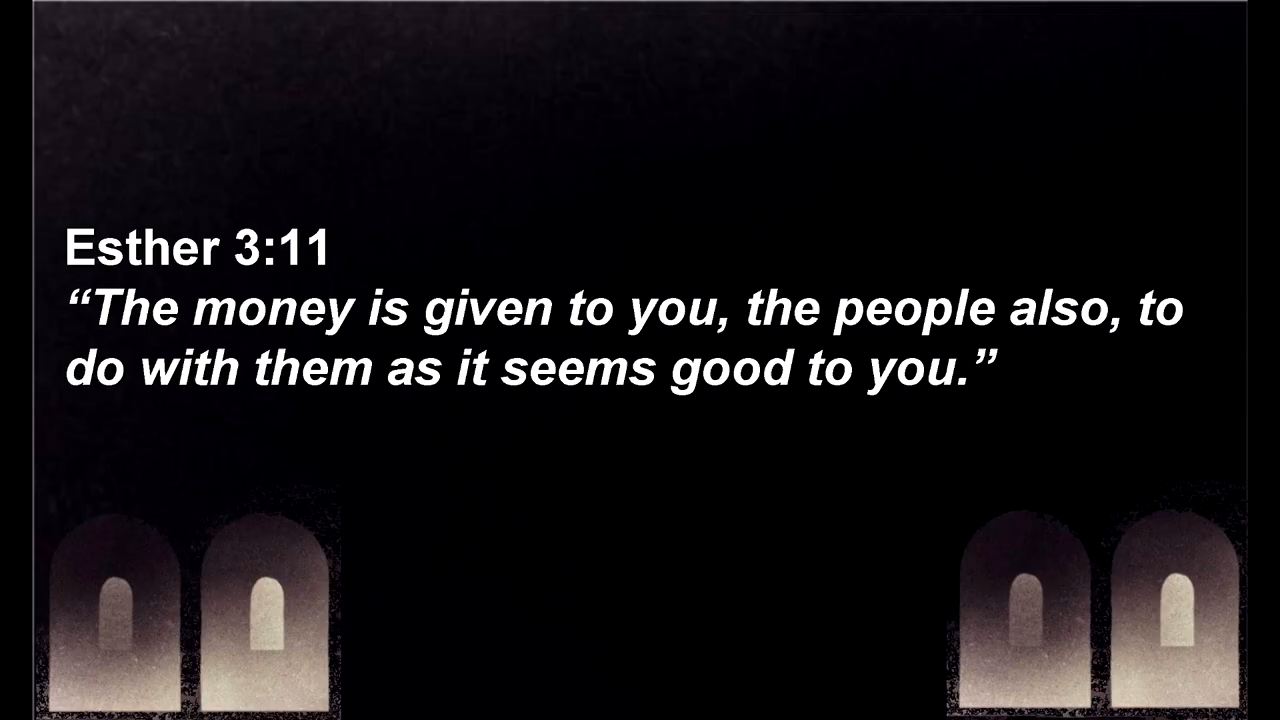 Esther 3:11
“The money is given to you, the people also, to
do with them as it seems good to you.”